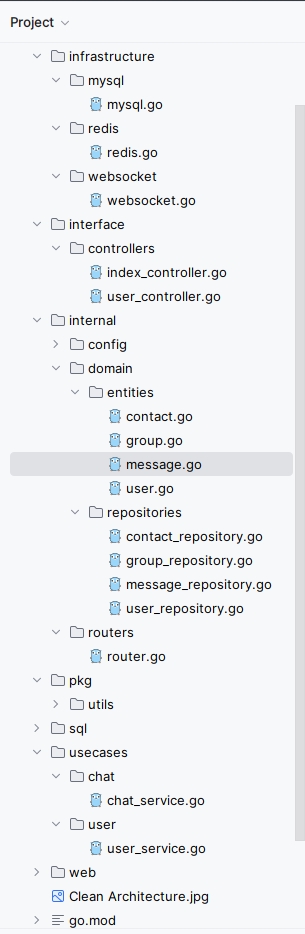 Project
infrastructure
mysql
mysql.go
redis
redis.go
websocket
websocket.go
interface
controllers
index_controller.go
user_controller.go
internal
config
domain
entities
contact.go
group.go
message.go
user.go
repositories
contact_repository.go
group_repository.go
message_repository.go
user_repository.go
routers
router.go
pkg
utils
sql
usecases
chat
chat_service.go
user
user_service.go
web
Clean Architecture.jpg
go.mod